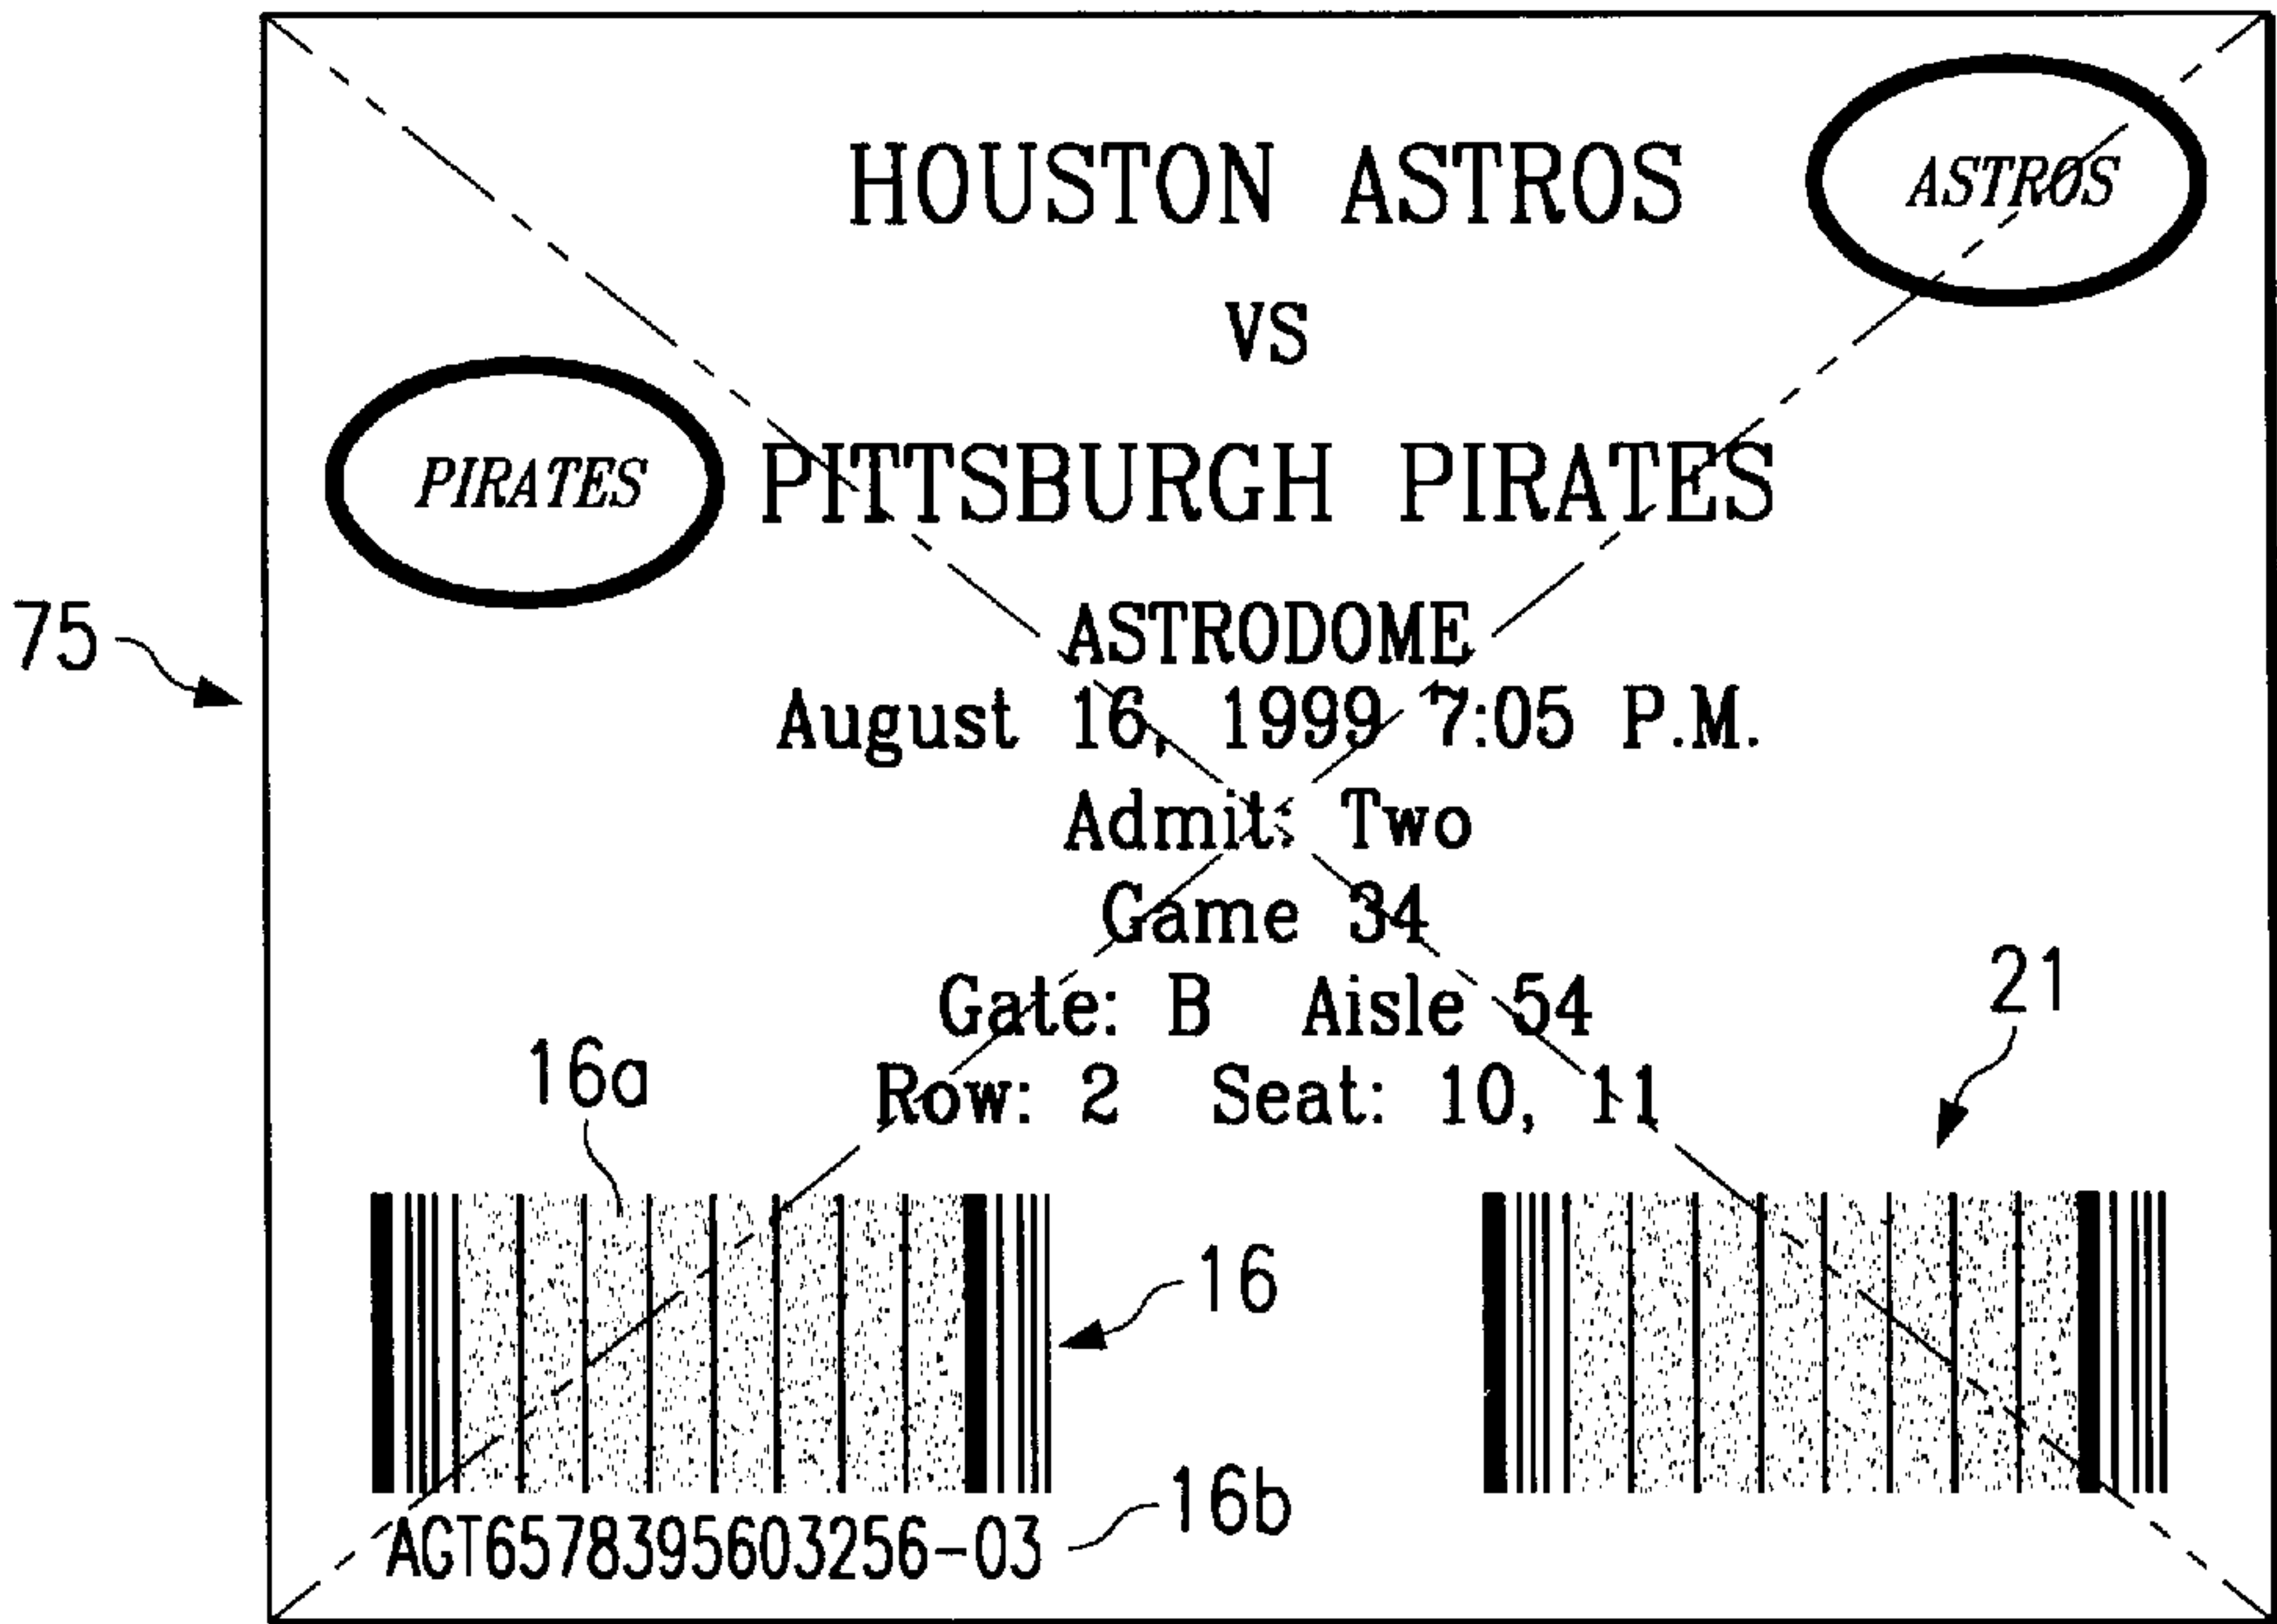 HOUSTON ASTROS
ASTROS
VS
PIRATES
PITTSBURGH PIRATES
75
ASTRODOME
August 16, 1999 7:05 P.M.
Admit: Two
Game 34
Gate: B Aisle 54
21
16a
Row: 2 Seat: 10, 11
16
16b
AGT6578395603256-03